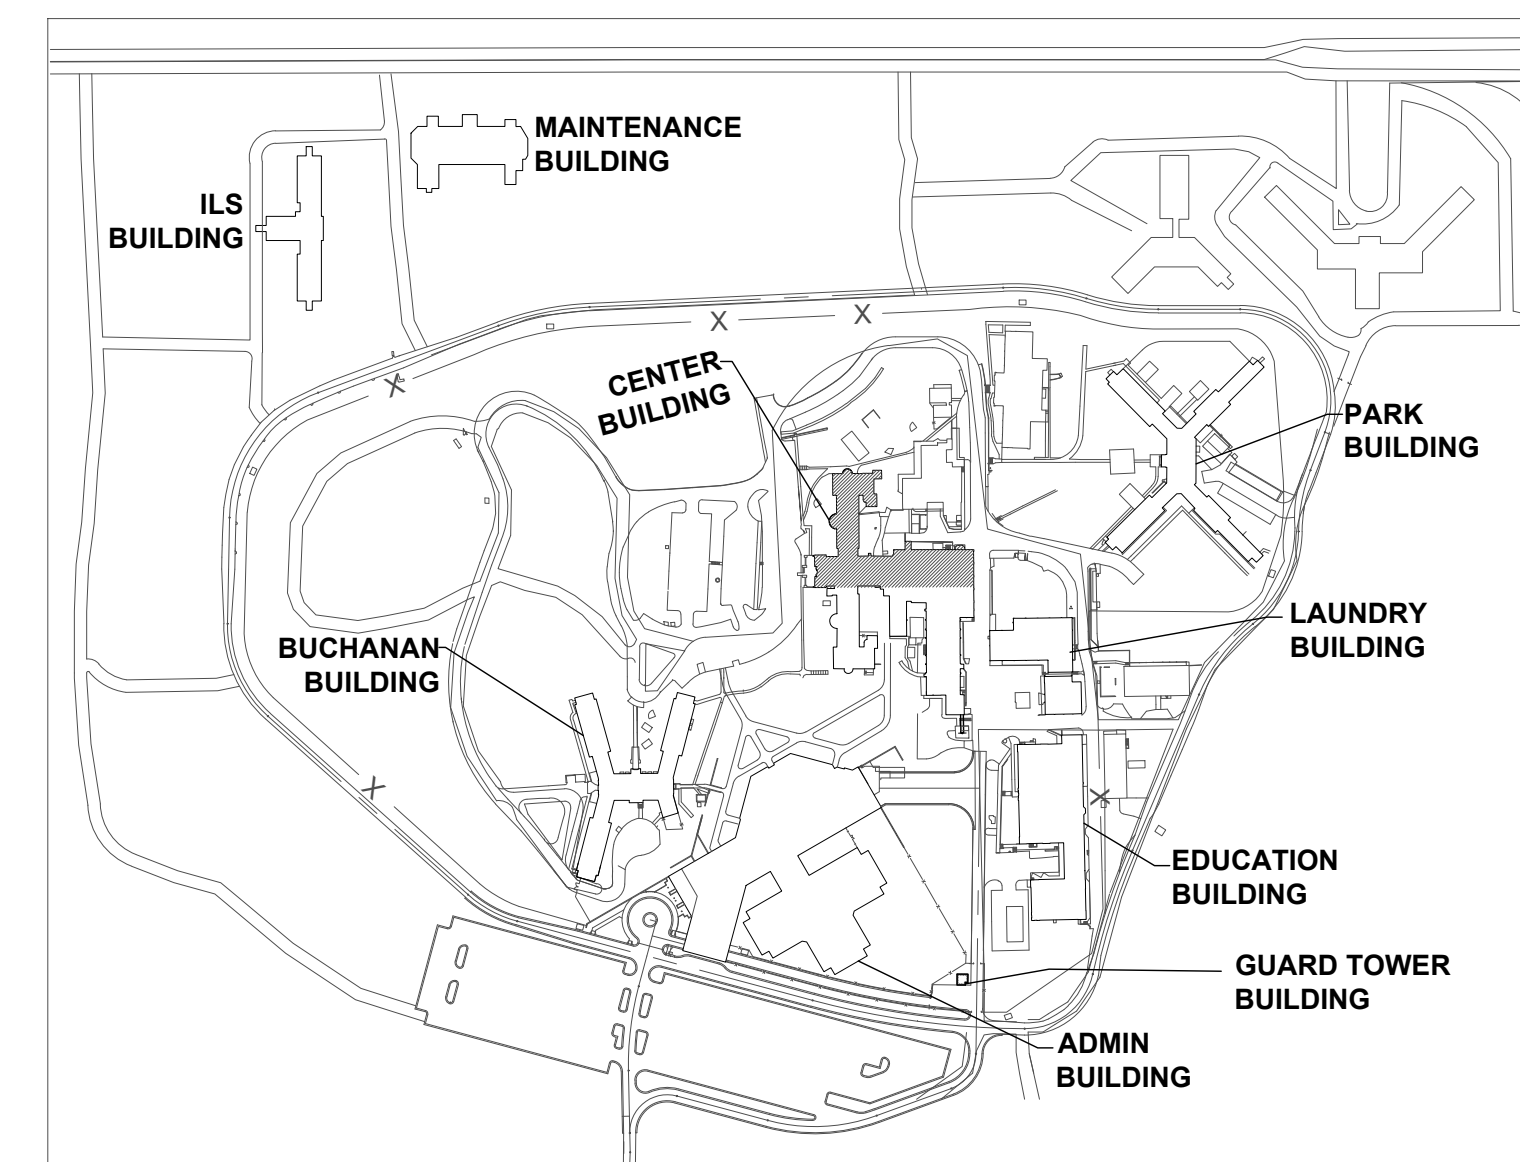 MAINTENANCE
BUILDING
ILS
BUILDING
X
X
X
CENTER
BUILDING
PARK
BUILDING
LAUNDRY
BUILDING
BUCHANAN
BUILDING
X
X
EDUCATION
BUILDING
GUARD TOWER
BUILDING
ADMIN
BUILDING